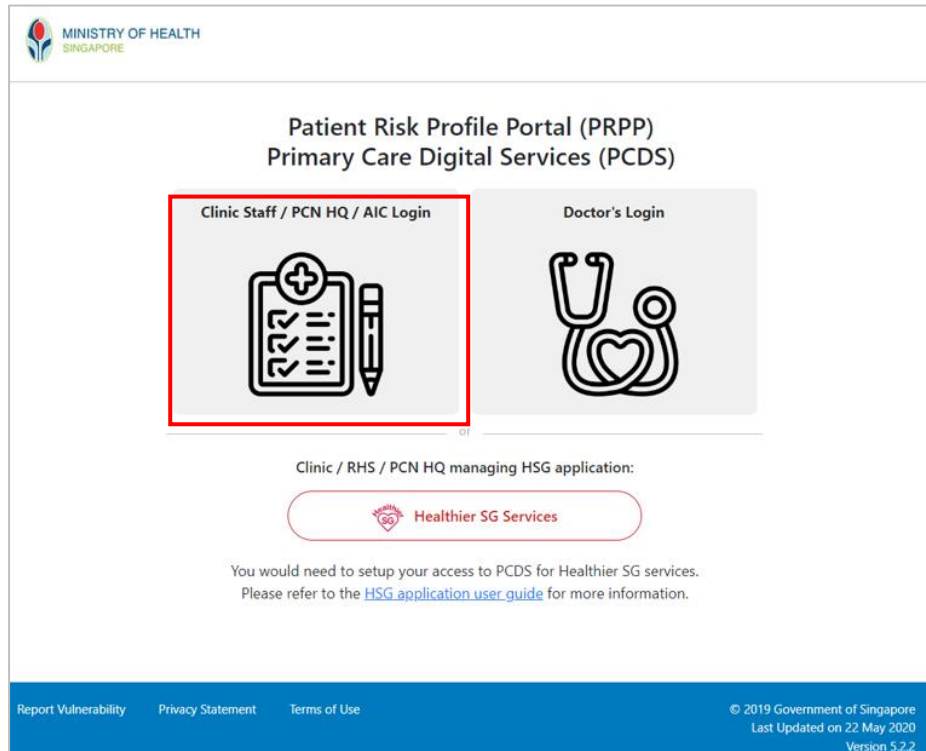 MINISTRY OF HEALTH
SINGAPORE
Patient Risk Profile Portal (PRPP)
Primary Care Digital Services (PCDS)
Clinic Staff / PCN HQ / AIC Login
Doctor's Login
or
Clinic / RHS / PCN HQ managing HSG application:
Healthier SG Healthier SG Services
You would need to setup your access to PCDS for Healthier SG services.
Please refer to the HSG application user guide for more information.
Report Vulnerability Privacy Statement Terms of Use
© 2019 Government of Singapore
Last Updated on 22 May 2020
Version 5.2.2